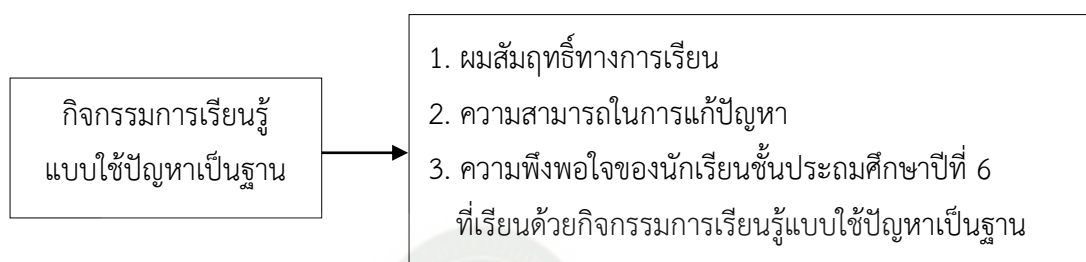 กิจกรรมการเรียนรู้
แบบใช้ปัญหาเป็นฐาน
1. ผมสัมฤทธิ์ทางการเรียน
2. ความสามารถในการแก้ปัญหา
3. ความพึงพอใจของนักเรียนชั้นประถมศึกษาปีที่ 6
ที่เรียนด้วยกิจกรรมการเรียนรู้แบบใช้ปัญหาเป็นฐาน